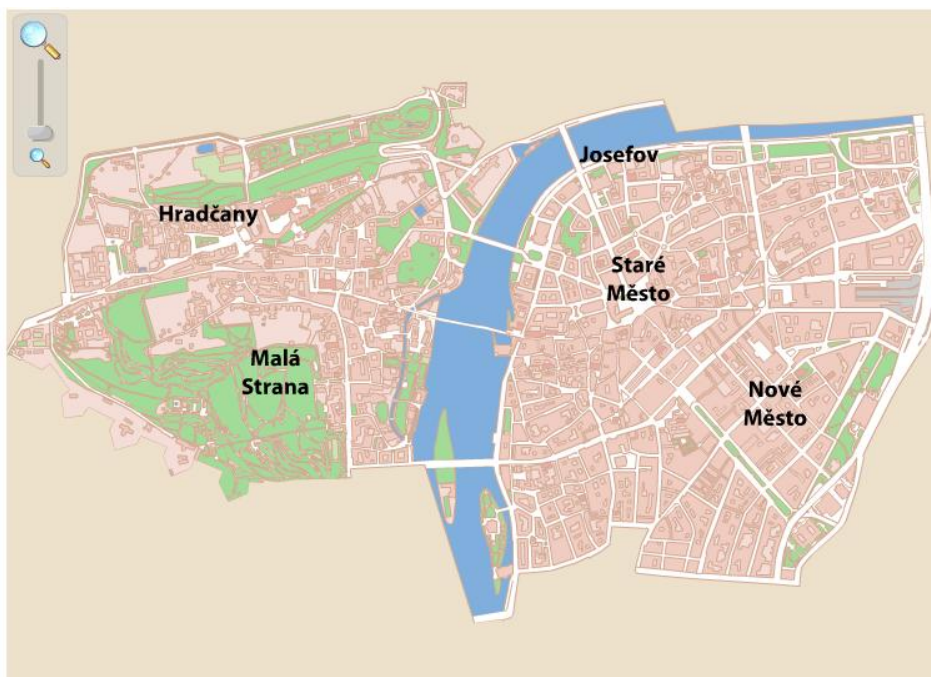 Josefov
Hradčany
Staré
Město
Malá
Strana
Nové
Město